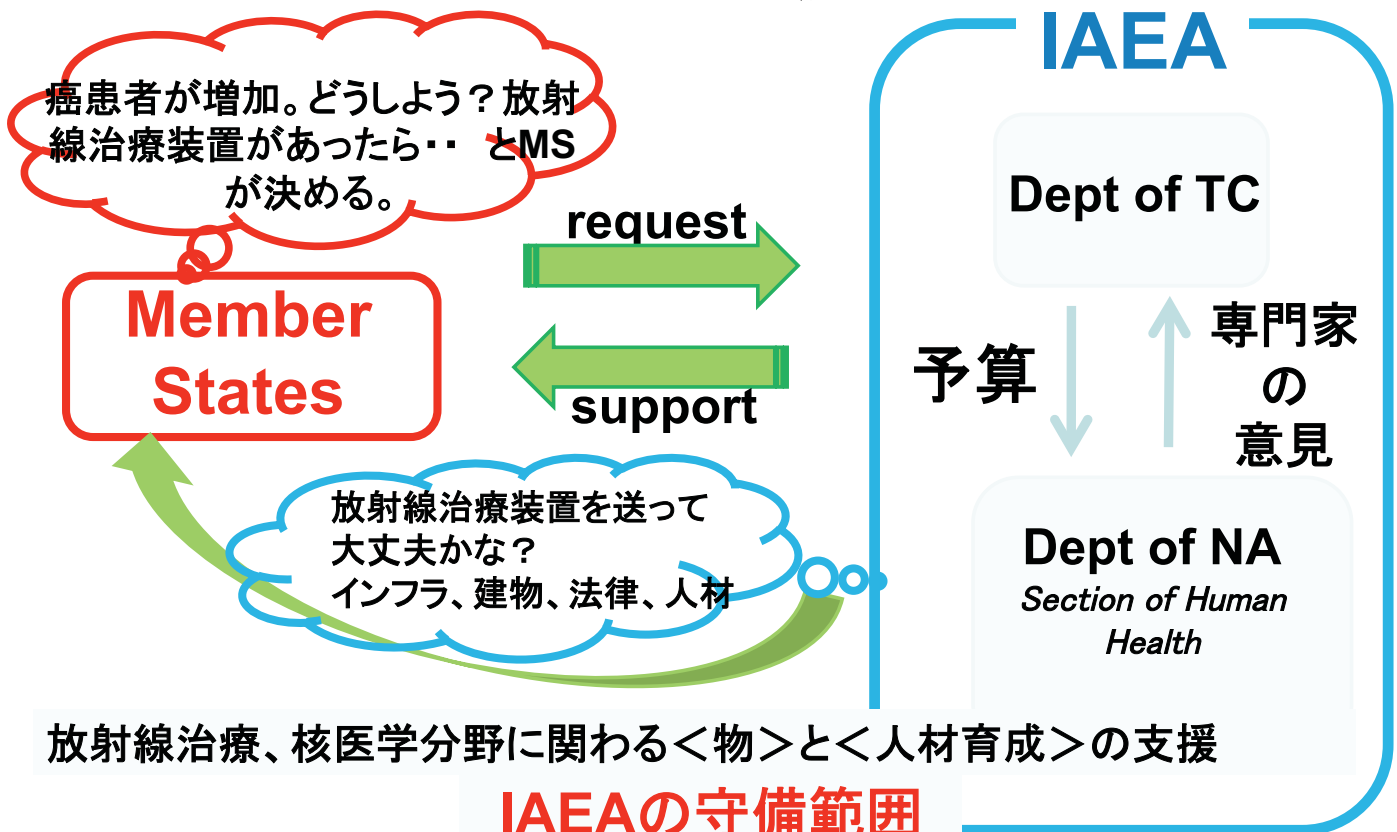 IAEA
癌患者が増加。どうしよう？放射
線治療装置があったら・・ とMS
が決める。
Member
States
request
support
Dept of TC
予算
専門家
の
意見
Dept of NA
Section of Human
Health
放射線治療装置を送って
大丈夫かな？
インフラ、建物、法律、人材
放射線治療、核医学分野に関わる＜物＞と＜人材育成＞の支援
IAEAの守備範囲